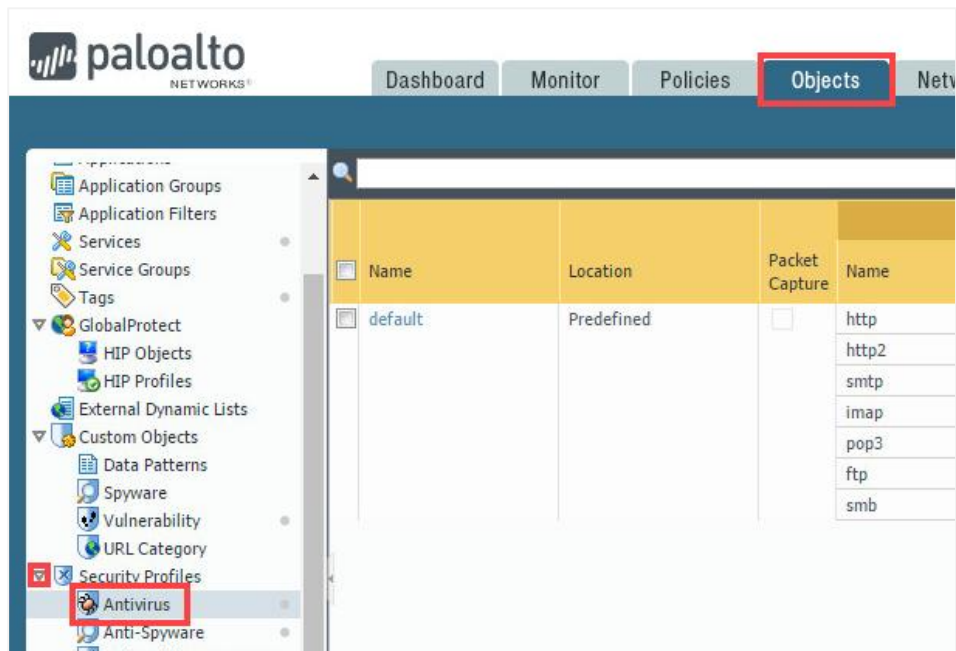 paloalto
NETWORKS®
Dashboard Monitor Policies Objects
Application Groups
Application Filters
Services
Service Groups
Tags
GlobalProtect
HIP Objects
HIP Profiles
External Dynamic Lists
Custom Objects
Data Patterns
Spyware
Vulnerability
URL Category
Security Profiles
Antivirus
Anti-Spyware
Name Location Packet Capture Name
default Predefined http
http2
smtp
imap
pop3
ftp
smb